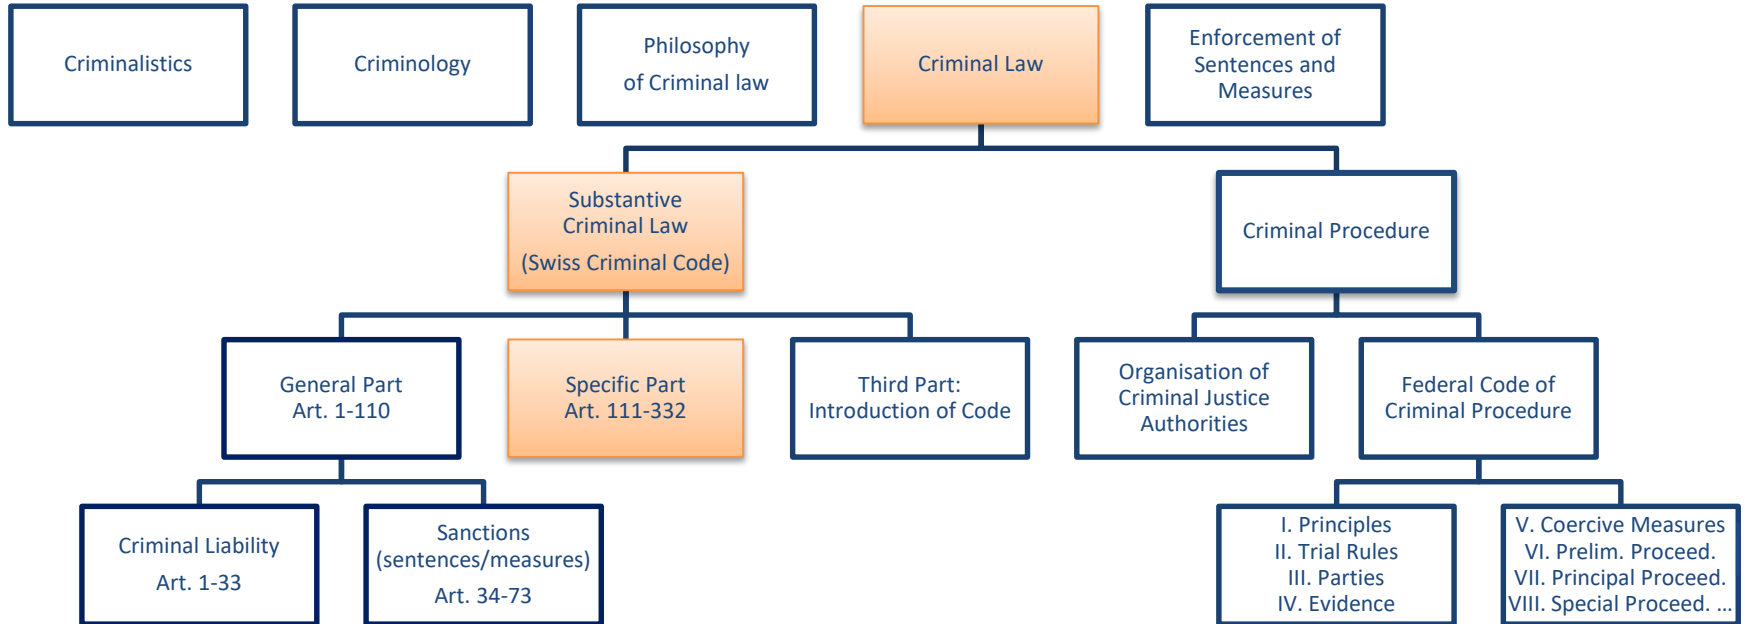 Criminalistics
Criminology
Philosophy
of Criminal law
Criminal Law
Enforcement of
Sentences and
Measures
Substantive
Criminal Law
(Swiss Criminal Code)
Criminal Procedure
General Part
Art. 1-110
Specific Part
Art. 111-332
Third Part:
Introduction of Code
Organisation of
Criminal Justice
Authorities
Federal Code of
Criminal Procedure
Criminal Liability
Art. 1-33
Sanctions
(sentences/measures)
Art. 34-73
I. Principles
II. Trial Rules
III. Parties
IV. Evidence
V. Coercive Measures
VI. Prelim. Proceed.
VII. Principal Proceed.
VIII. Special Proceed. ...